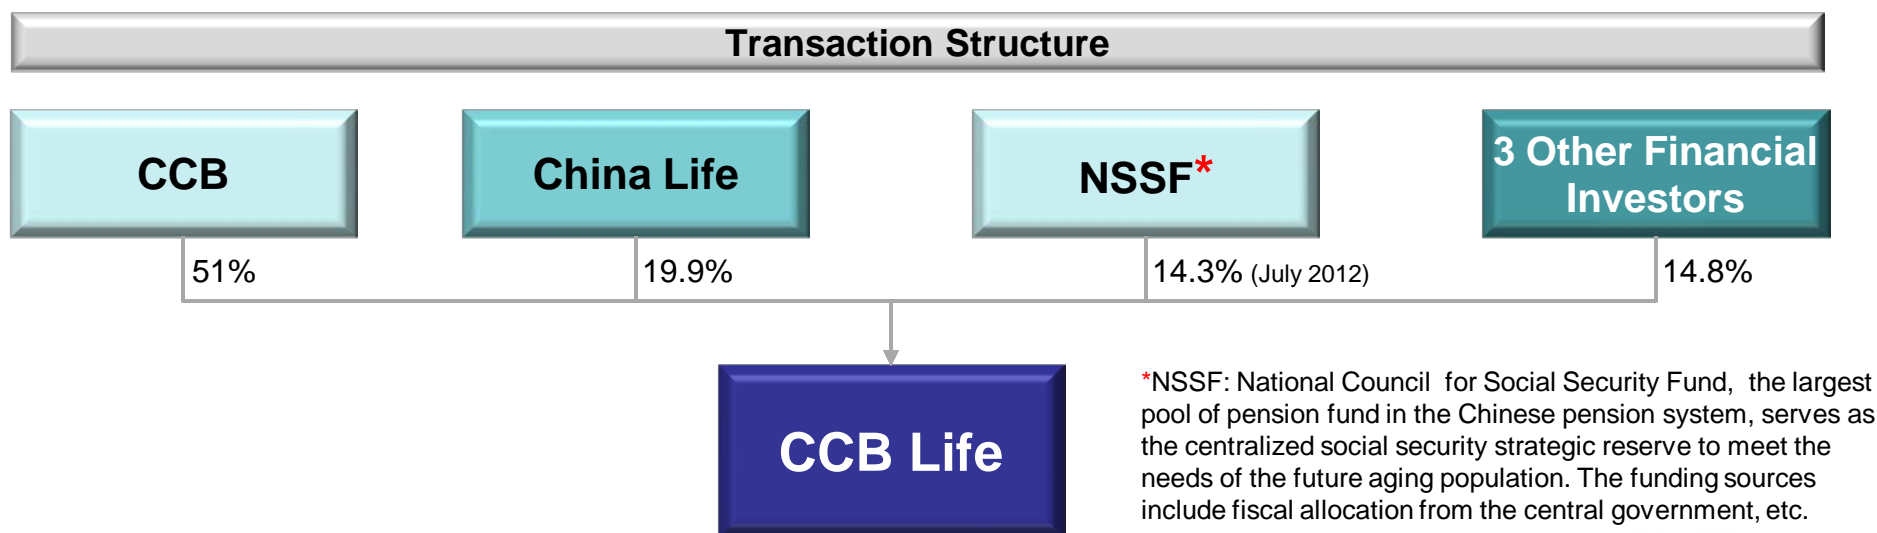 Transaction Structure
CCB
China Life
NSSF*
3 Other Financial
Investors
51%
19.9%
14.3% (July 2012)
14.8%
CCB Life
*NSSF: National Council for Social Security Fund, the largest
pool of pension fund in the Chinese pension system, serves as
the centralized social security strategic reserve to meet the
needs of the future aging population. The funding sources
include fiscal allocation from the central government, etc.